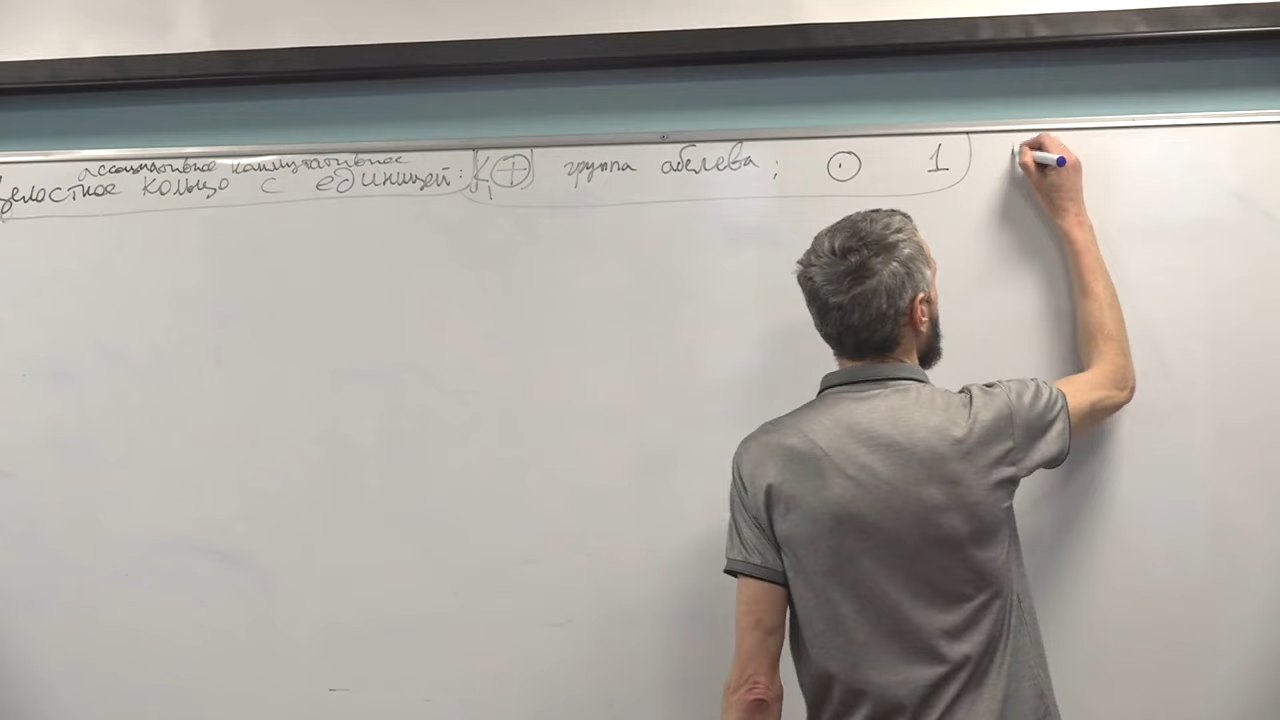 ассоциативное коммутативное
целостное кольцо с единицей: K, ⊕ группа абелева; ⊙ 1